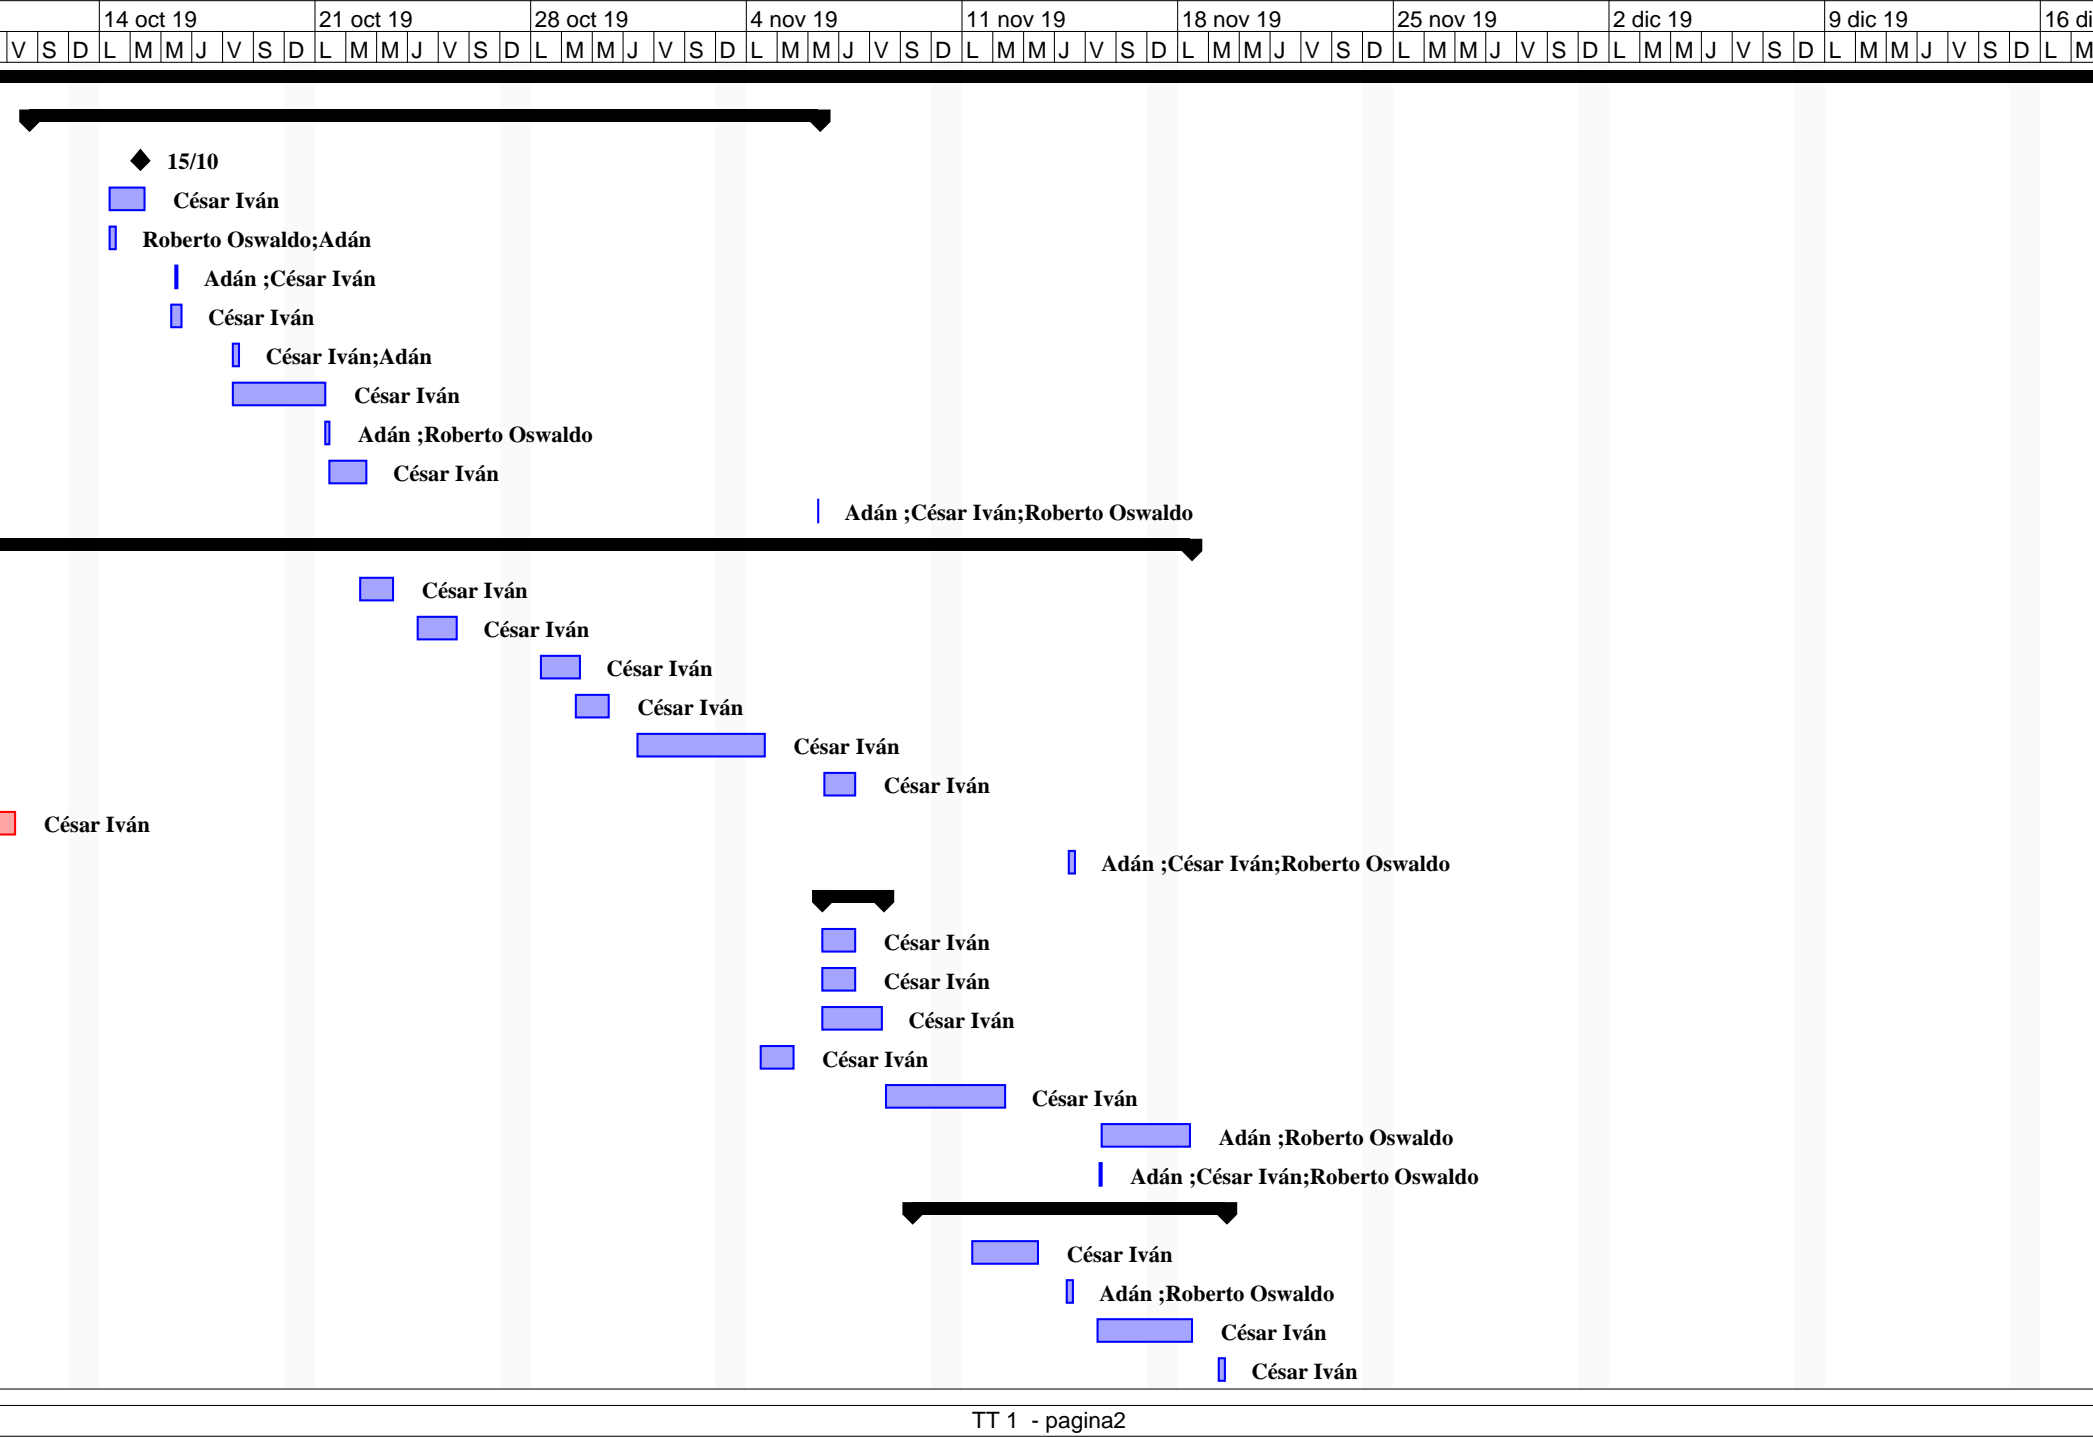 14 oct 19 21 oct 19 28 oct 19 4 nov 19 11 nov 19 18 nov 19 25 nov 19 2 dic 19 9 dic 19 16 di
V S D L M M J V S D L M M J V S D L M M J V S D L M M J V S D L M M J V S D L M M J V S D L M M J V S D L M M J V S D L M M J V S D L M
15/10
César Iván
Roberto Oswaldo;Adán
Adán ;César Iván
César Iván
César Iván;Adán
César Iván
Adán ;Roberto Oswaldo
César Iván
Adán ;César Iván;Roberto Oswaldo
César Iván
César Iván
César Iván
César Iván
César Iván
César Iván
César Iván
Adán ;César Iván;Roberto Oswaldo
César Iván
César Iván
César Iván
César Iván
César Iván
Adán ;Roberto Oswaldo
Adán ;César Iván;Roberto Oswaldo
César Iván
Adán ;Roberto Oswaldo
César Iván
César Iván
TT 1 - pagina2